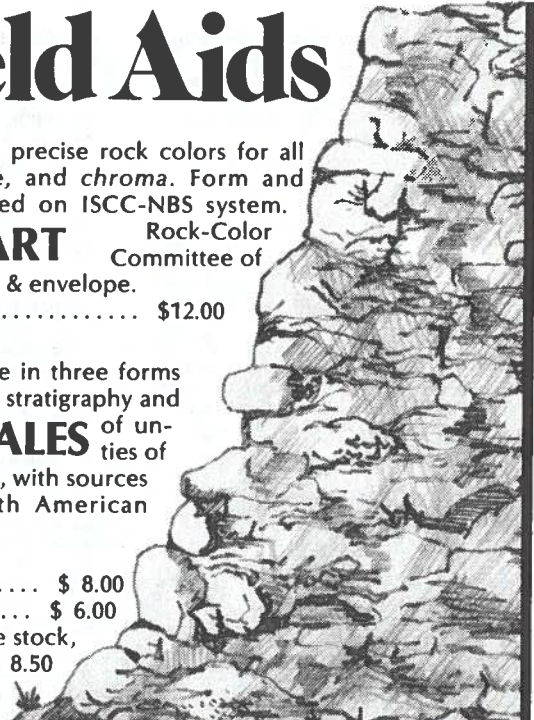 ld Aids
precise rock colors for all
e, and chroma. Form and
ed on ISCC-NBS system.
ART Rock-Color
Committee of
& envelope.
............ $12.00
e in three forms
stratigraphy and
ALES of un-
ties of
, with sources
th American
.... $ 8.00
... $ 6.00
e stock,
8.50